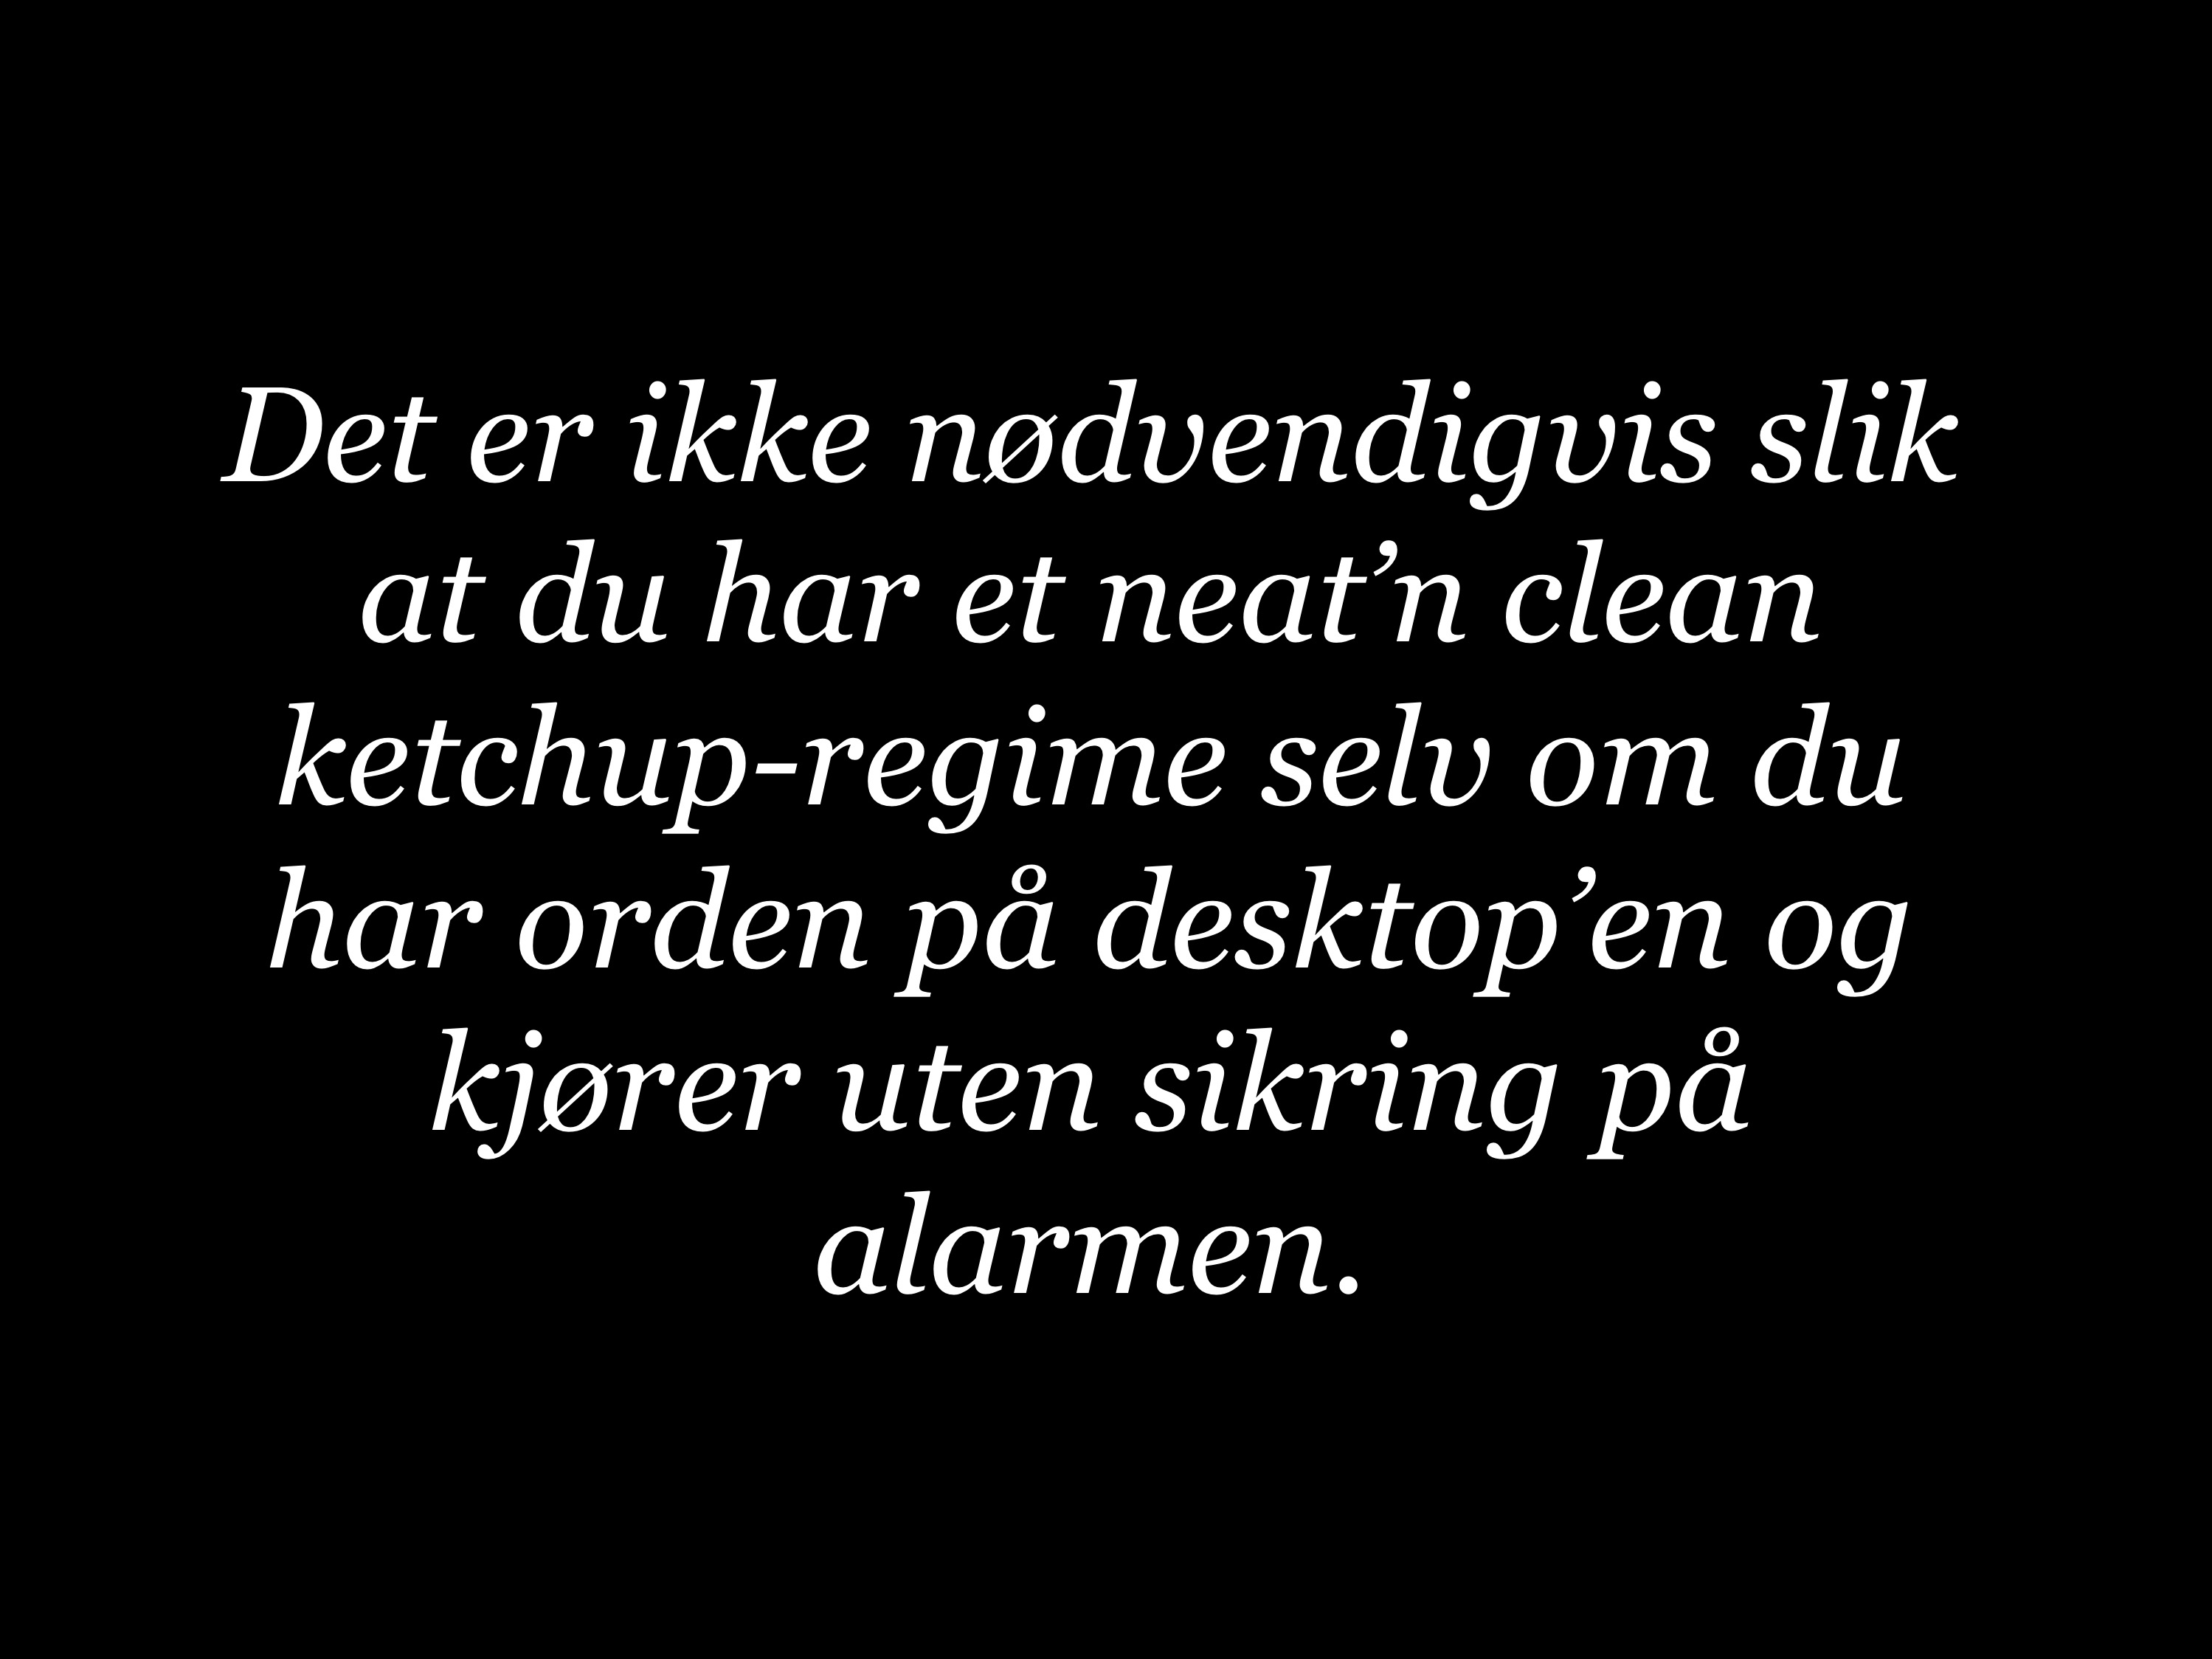 Det er ikke nødvendigvis slik
at du har et neat’n clean
ketchup-regime selv om du
har orden på desktop’en og
kjører uten sikring på
alarmen.